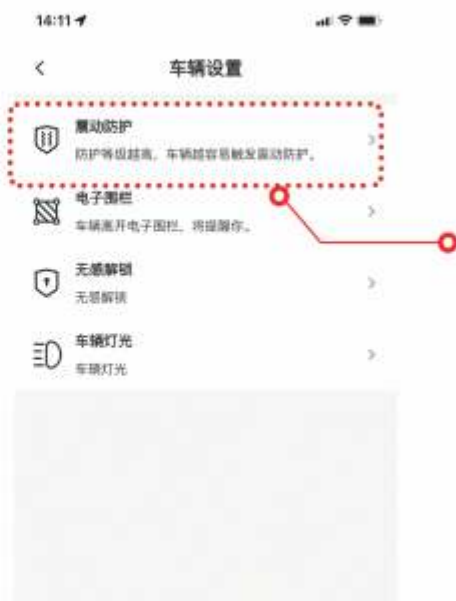 14:11
车辆设置
震动防护
防护等级越高，车辆越容易触发震动防护。
电子围栏
车辆离开电子围栏，将提醒你。
无感解锁
无感解锁
车辆灯光
车辆灯光